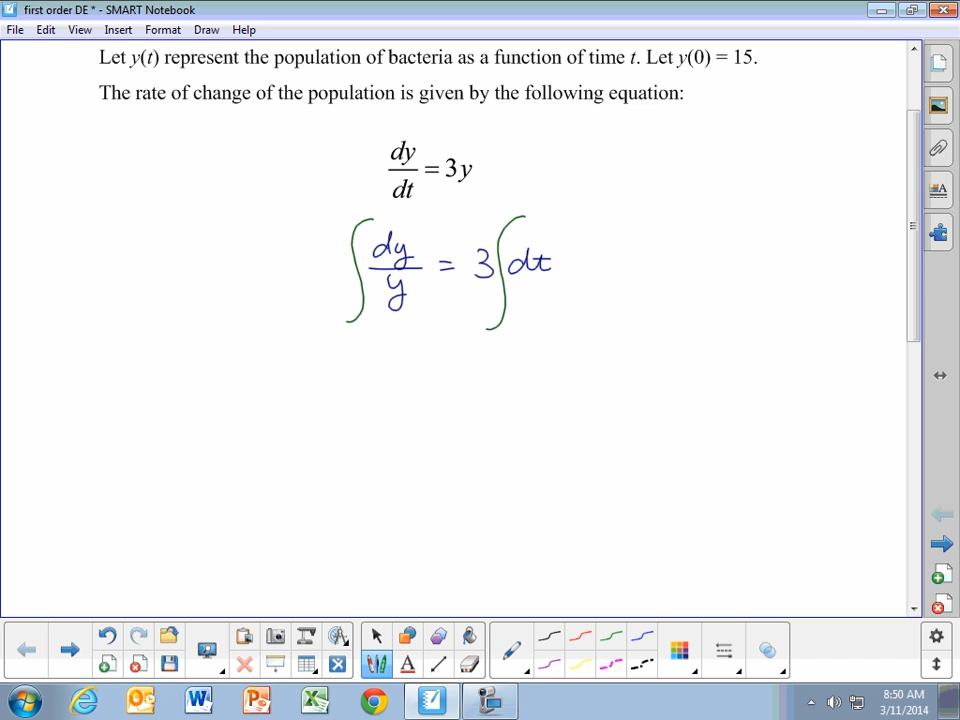 first order DE * - SMART Notebook
File Edit View Insert Format Draw Help
Let y(t) represent the population of bacteria as a function of time t. Let y(0) = 15.
The rate of change of the population is given by the following equation:
dy/dt = 3y
∫ dy/y = 3 ∫ dt
8:50 AM
3/11/2014